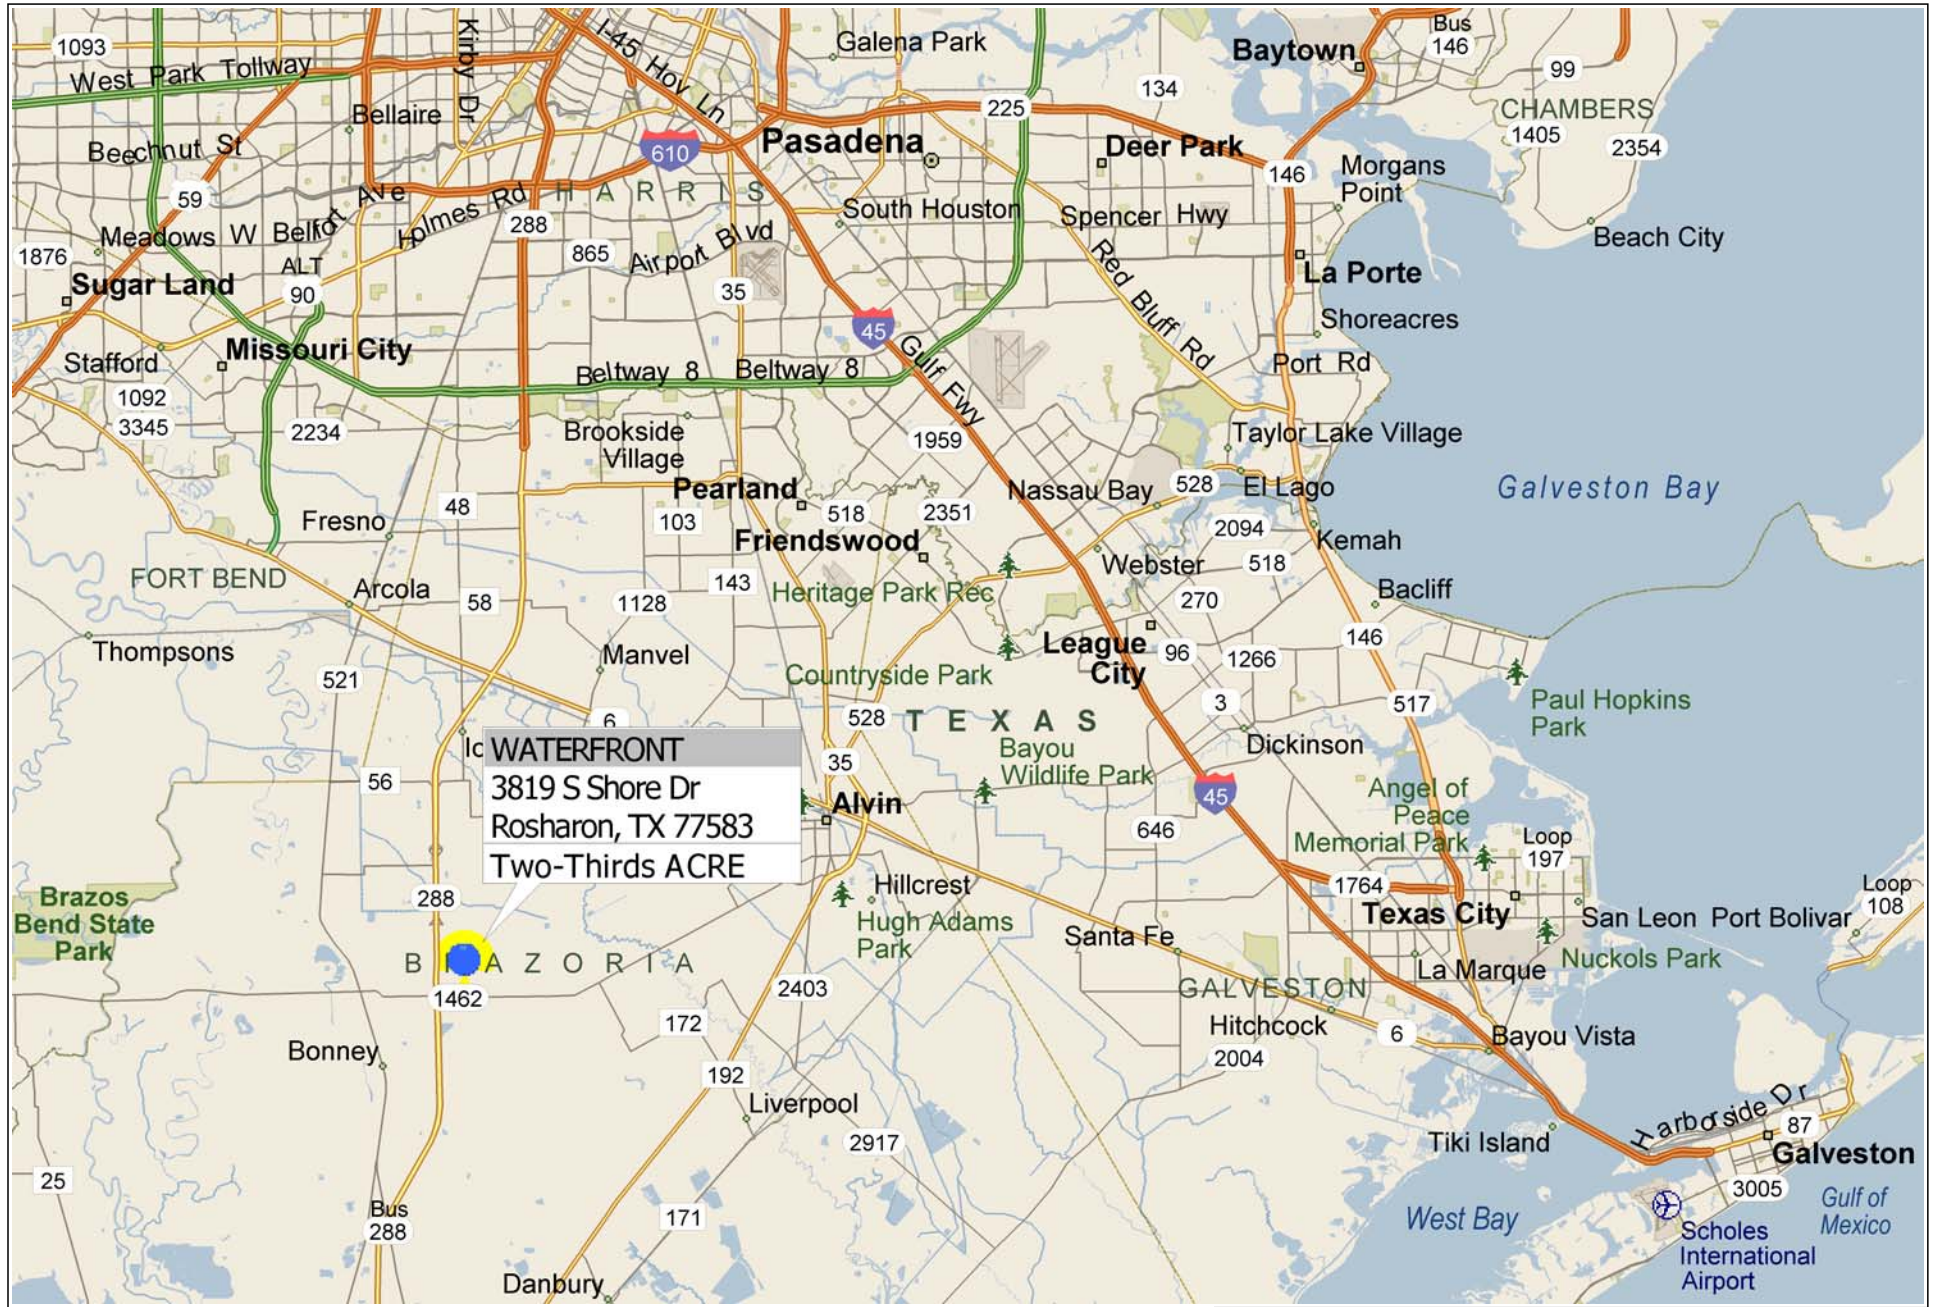 1093
West Park Tollway
Kirby Dr
I-45 Hov Ln
Galena Park
Baytown
Bus
146
99
134
CHAMBERS
1405
2354
Bellaire
225
Beechnut St
Pasadena
610
Deer Park
146
Morgans
Point
59
Ave
Holmes Rd
HARRIS
South Houston
Spencer Hwy
288
Meadows
W Belfort
1876
865
Airport Blvd
Red Bluff Rd
Beach City
Sugar Land
ALT
90
35
La Porte
45
Shoreacres
Stafford
Missouri City
Gulf Fwy
Port Rd
Beltway 8
Beltway 8
1092
3345
2234
Brookside
Village
1959
Taylor Lake Village
Pearland
Nassau Bay
528
El Lago
Galveston Bay
48
103
518
2351
Fresno
2094
Friendswood
Kemah
Webster
518
FORT BEND
Arcola
58
1128
143
Heritage Park Rec
270
Bacliff
Thompsons
Manvel
League
City
96
1266
146
521
Countryside Park
3
517
Paul Hopkins
Park
6
528
TEXAS
Ic
WATERFRONT
3819 S Shore Dr
Rosharon, TX 77583
Two-Thirds ACRE
Bayou
Wildlife Park
Dickinson
56
35
Alvin
45
Angel of
Peace
Memorial Park
646
Loop
197
Brazos
Bend State
Park
288
Hillcrest
Hugh Adams
Park
1764
Texas City
San Leon
Port Bolivar
Loop
108
Santa Fe
La Marque
Nuckols Park
BRAZORIA
1462
2403
GALVESTON
172
Hitchcock
6
Bayou Vista
Bonney
2004
192
Liverpool
2917
Tiki Island
Harborside Dr
87
Galveston
25
3005
Bus
288
171
West Bay
Gulf of
Mexico
Scholes
International
Airport
Danbury